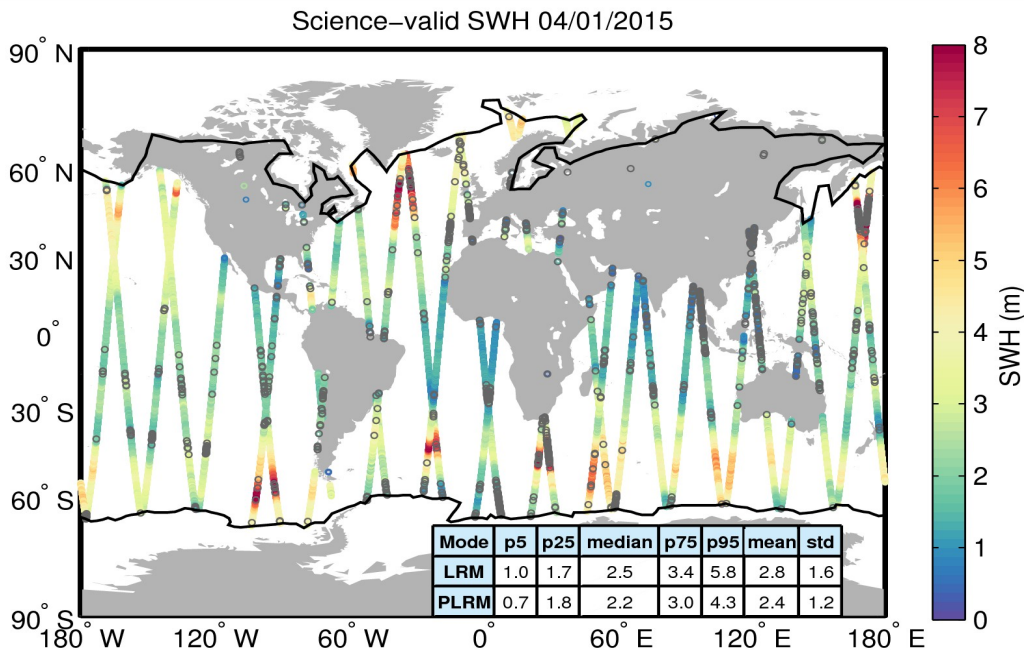 Science−valid SWH 04/01/2015
90° N
60° N
30° N
0°
30° S
60° S
90° S
180° W
120° W
60° W
0°
60° E
120° E
180° E
Mode p5 p25 median p75 p95 mean std
LRM 1.0 1.7 2.5 3.4 5.8 2.8 1.6
PLRM 0.7 1.8 2.2 3.0 4.3 2.4 1.2
8
7
6
5
4
3
2
1
0
SWH (m)